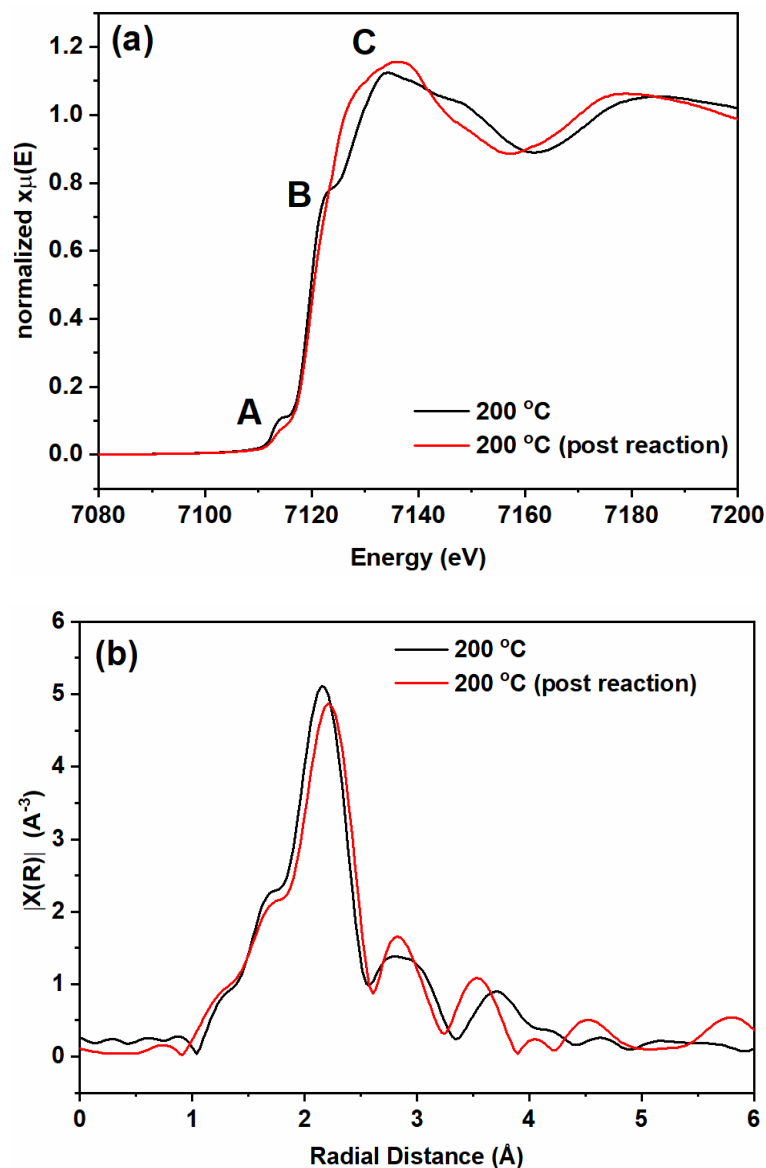 (a)
C
B
A
1.2
1.0
0.8
0.6
0.4
0.2
0.0
normalized xμ(E)
200 °C
200 °C (post reaction)
7080 7100 7120 7140 7160 7180 7200
Energy (eV)
(b)
200 °C
200 °C (post reaction)
6
5
4
3
2
1
0
|X(R)| (A⁻³)
0 1 2 3 4 5 6
Radial Distance (Å)